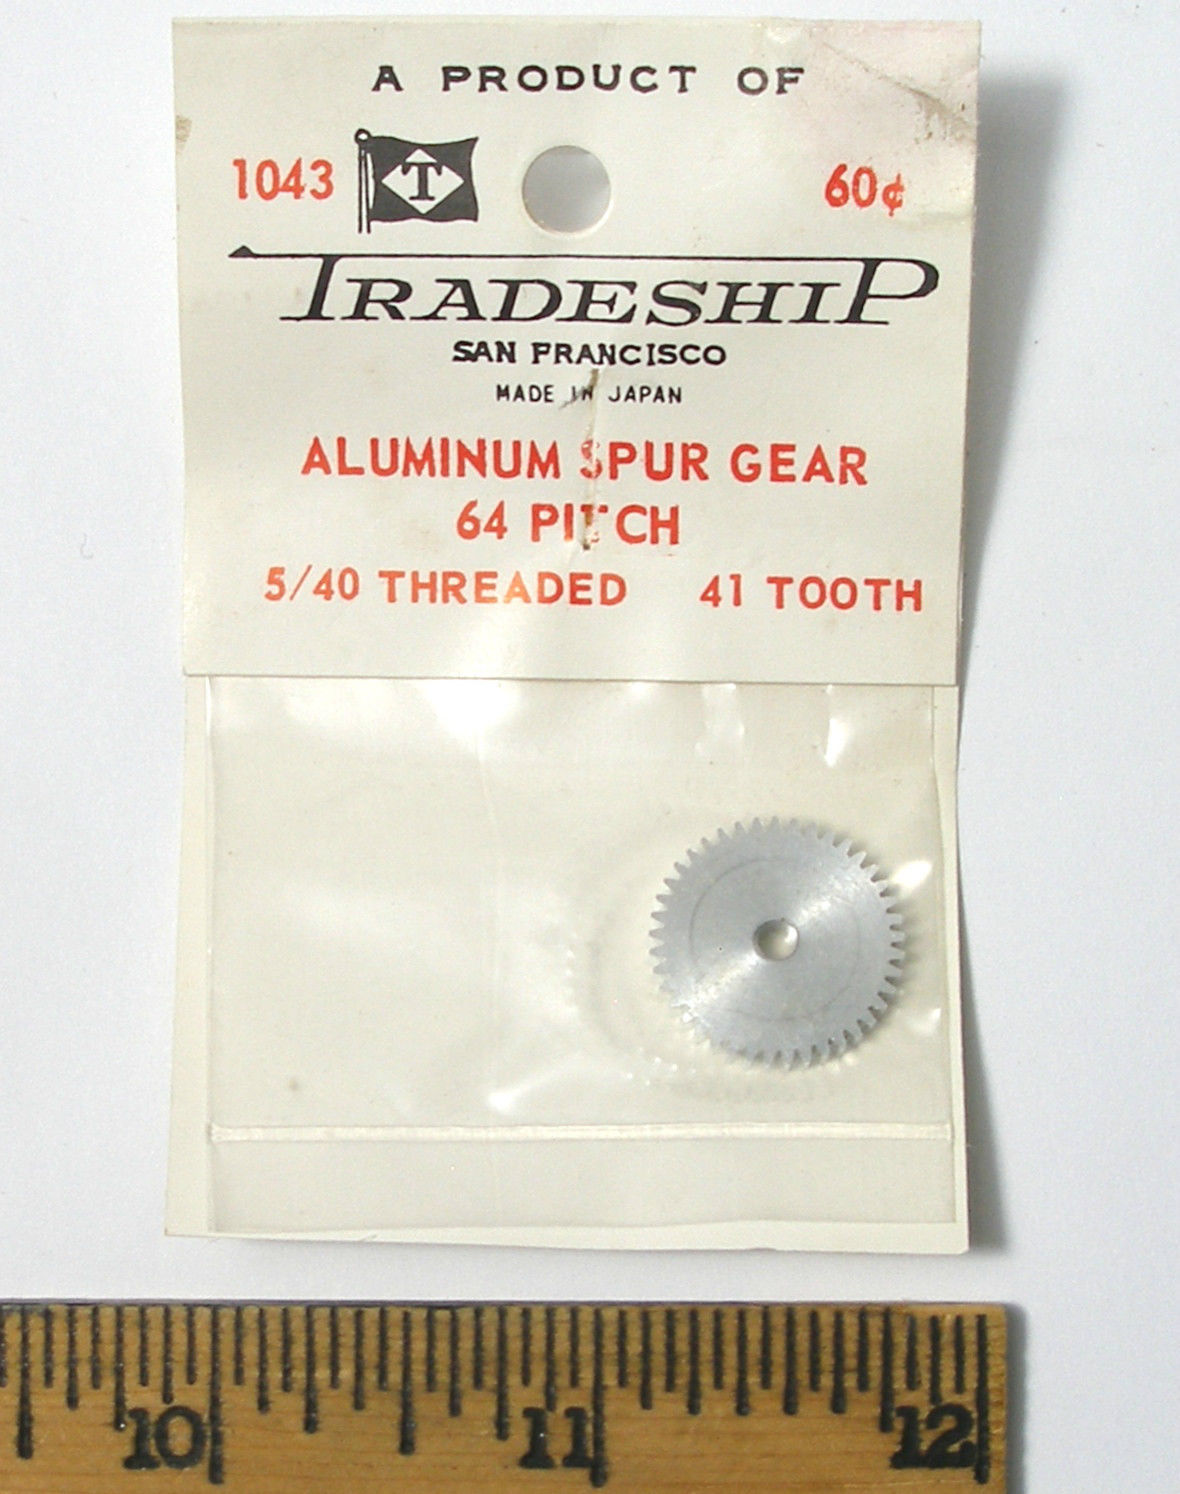 A PRODUCT OF
1043 T 60¢
TRADESHIP
SAN FRANCISCO
MADE IN JAPAN
ALUMINUM SPUR GEAR
64 PITCH
5/40 THREADED 41 TOOTH
10 11 12